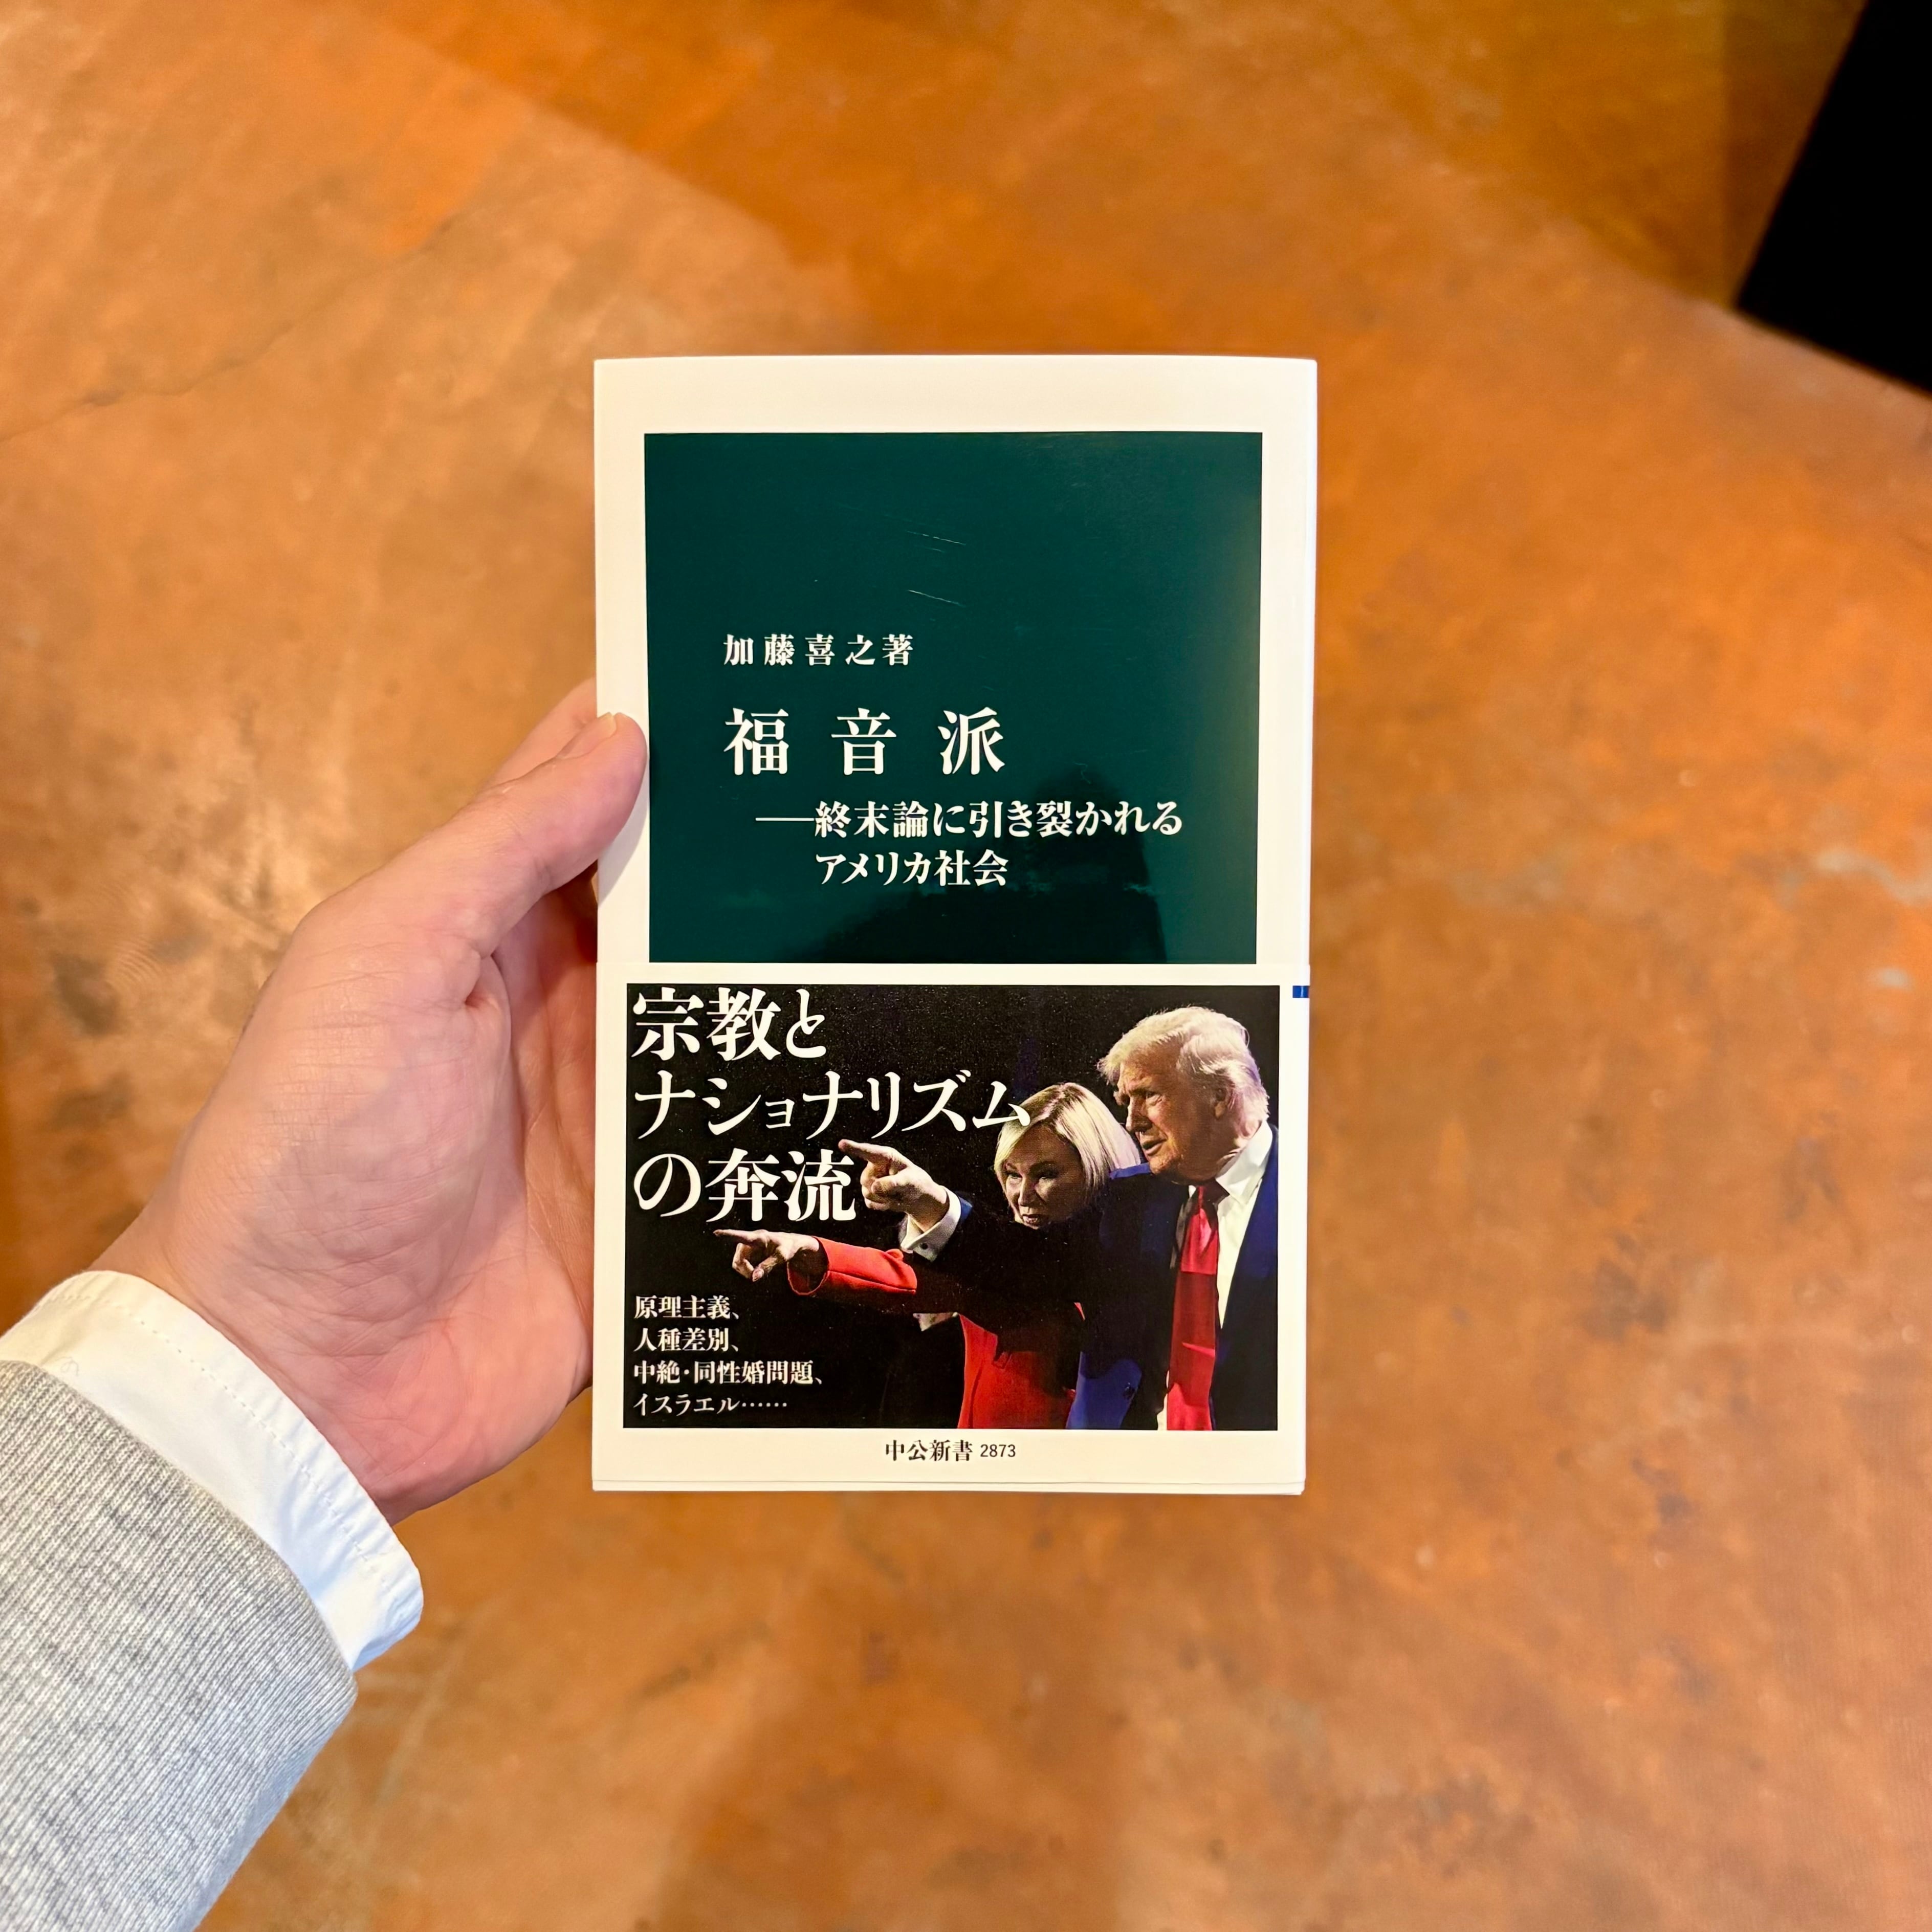 加藤喜之著
福音派
──終末論に引き裂かれる
アメリカ社会
宗教と
ナショナリズム
の奔流
原理主義、
人種差別、
中絶・同性婚問題、
イスラエル……
中公新書 2873